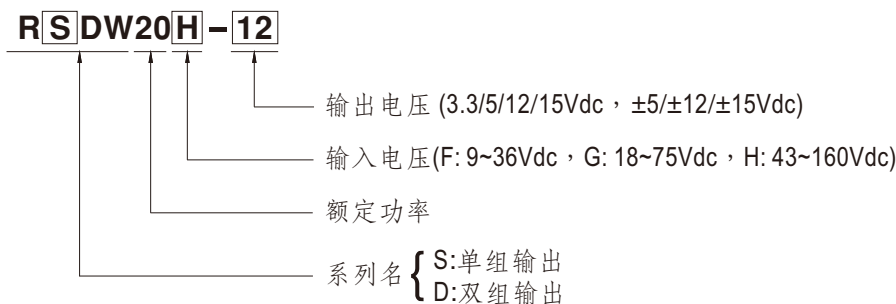 RSDW20H-12
输出电压 (3.3/5/12/15Vdc，±5/±12/±15Vdc)
输入电压(F: 9~36Vdc，G: 18~75Vdc，H: 43~160Vdc)
额定功率
系列名 { S:单组输出
D:双组输出